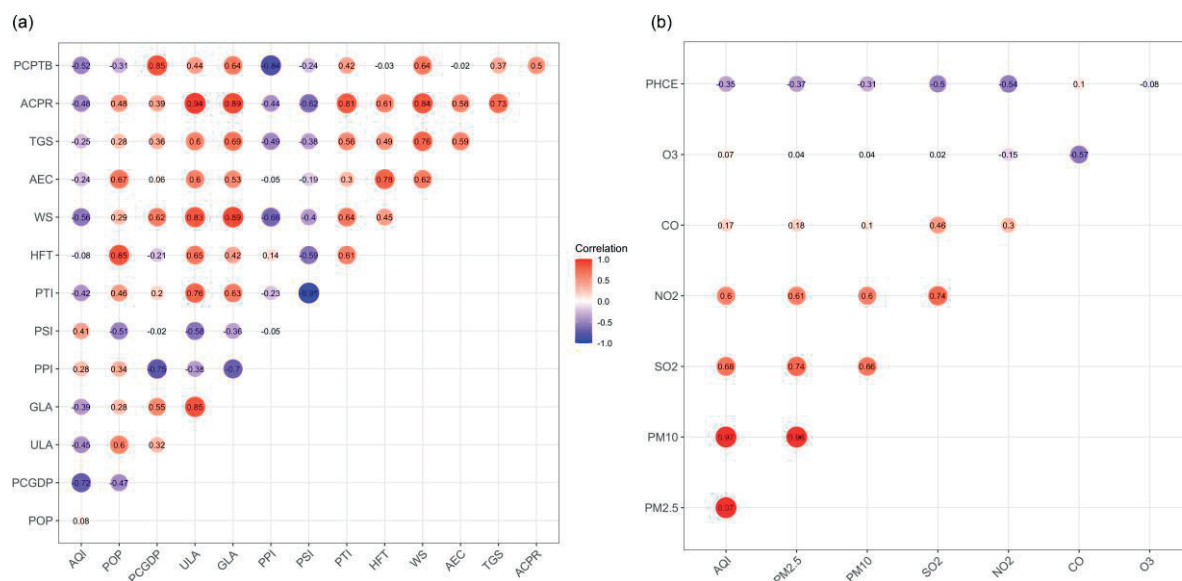 (a)
(b)
PCPTB -0.52 -0.31 0.85 0.44 0.64 -0.84 -0.24 0.42 -0.03 0.64 -0.02 0.37 0.5
ACPR -0.48 0.48 0.39 0.94 0.89 -0.44 -0.62 0.81 0.61 0.84 0.58 0.73
TGS -0.25 0.28 0.36 0.6 0.69 -0.49 -0.38 0.56 0.49 0.76 0.59
AEC -0.24 0.67 0.06 0.6 0.53 -0.05 -0.19 0.3 0.78 0.62
WS -0.56 0.29 0.62 0.83 0.89 -0.66 -0.4 0.64 0.45
HFT -0.08 0.85 -0.21 0.65 0.42 0.14 -0.59 0.61
PTI -0.42 0.46 0.2 0.76 0.63 -0.23
PSI 0.41 -0.51 -0.02 -0.58 -0.36 -0.05
PPI 0.28 0.34 -0.75 -0.38 -0.7
GLA -0.39 0.28 0.55 0.85
ULA -0.45 0.6 0.32
PCGDP -0.72 -0.47
POP 0.08
AQI POP PCGDP ULA GLA PPI PSI PTI HFT WS AEC TGS ACPR
Correlation
1.0
0.5
0.0
-0.5
-1.0
PHCE -0.35 -0.37 -0.31 -0.5 -0.54 0.1 -0.08
O3 0.07 0.04 0.04 0.02 -0.15 -0.57
CO 0.17 0.18 0.1 0.46 0.3
NO2 0.6 0.61 0.6 0.74
SO2 0.68 0.74 0.66
PM10 0.97 0.96
PM2.5 0.97
AQI PM2.5 PM10 SO2 NO2 CO O3